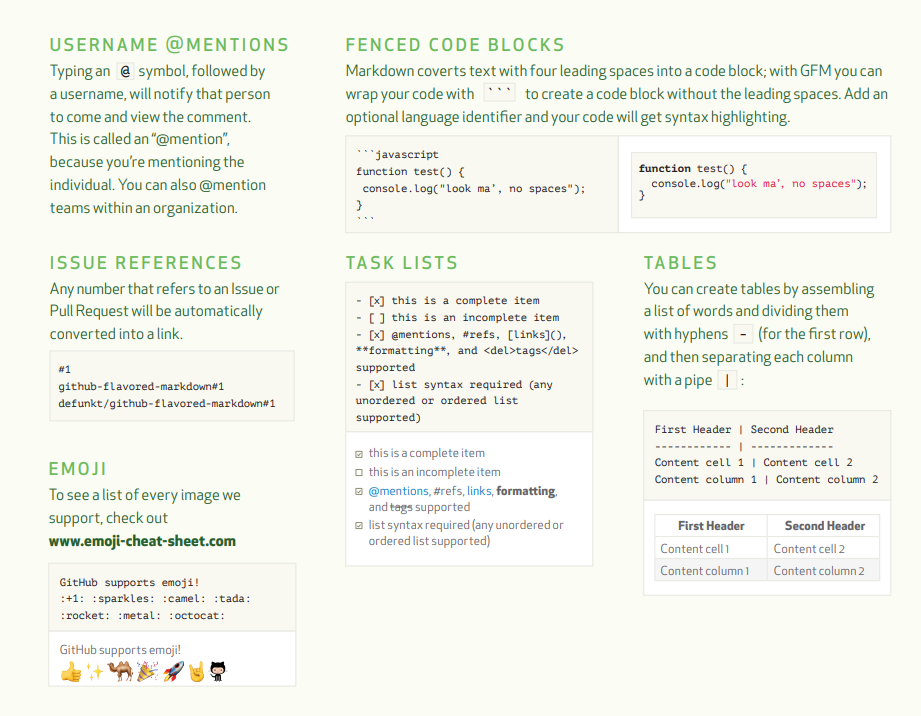 USERNAME @MENTIONS
Typing an @ symbol, followed by
a username, will notify that person
to come and view the comment.
This is called an “@mention”,
because you’re mentioning the
individual. You can also @mention
teams within an organization.
FENCED CODE BLOCKS
Markdown coverts text with four leading spaces into a code block; with GFM you can
wrap your code with ``` to create a code block without the leading spaces. Add an
optional language identifier and your code will get syntax highlighting.
```javascript
function test() {
 console.log("look ma’, no spaces");
}
```
function test() {
  console.log("look ma’, no spaces");
}
ISSUE REFERENCES
Any number that refers to an Issue or
Pull Request will be automatically
converted into a link.
#1
github-flavored-markdown#1
defunkt/github-flavored-markdown#1
EMOJI
To see a list of every image we
support, check out
www.emoji-cheat-sheet.com
GitHub supports emoji!
:+1: :sparkles: :camel: :tada:
:rocket: :metal: :octocat:
GitHub supports emoji!
TASK LISTS
- [x] this is a complete item
- [ ] this is an incomplete item
- [x] @mentions, #refs, [links](),
**formatting**, and <del>tags</del>
supported
- [x] list syntax required (any
unordered or ordered list
supported)
this is a complete item
this is an incomplete item
@mentions, #refs, links, formatting,
and tags supported
list syntax required (any unordered or
ordered list supported)
TABLES
You can create tables by assembling
a list of words and dividing them
with hyphens - (for the first row),
and then separating each column
with a pipe | :
First Header | Second Header
------------ | -------------
Content cell 1 | Content cell 2
Content column 1 | Content column 2
First Header Second Header
Content cell 1 Content cell 2
Content column 1 Content column 2